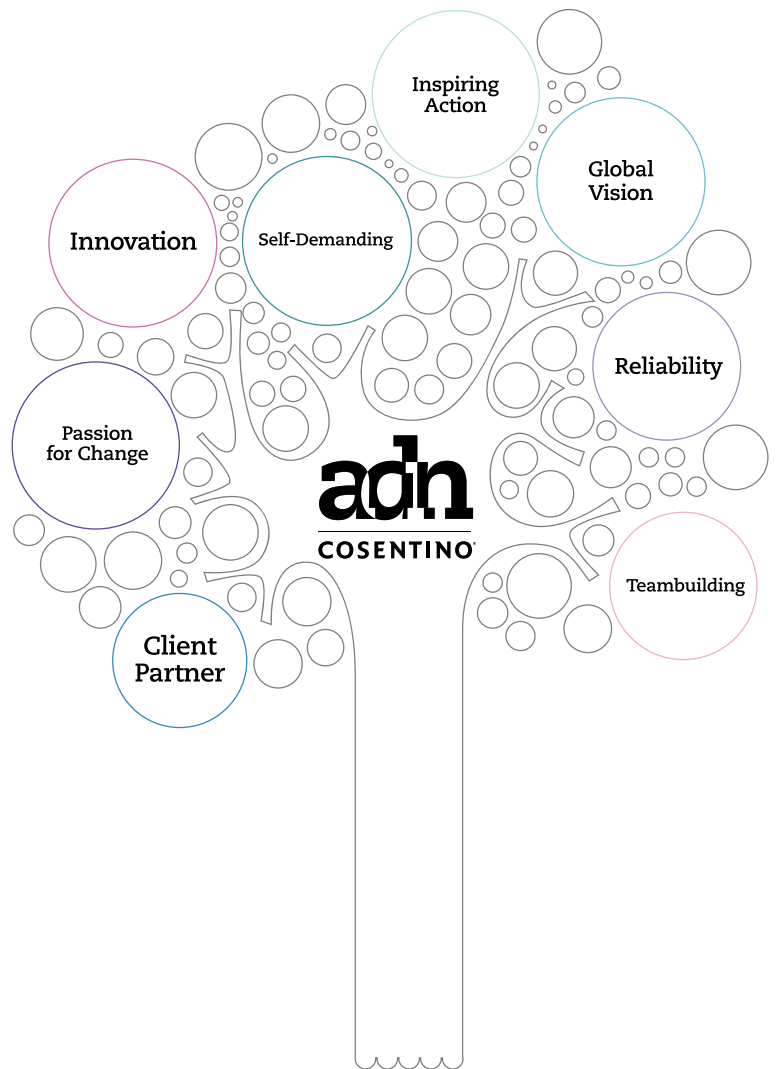 Inspiring
Action
Global
Vision
Innovation
Self-Demanding
Reliability
Passion
for Change
adn
COSENTINO®
Teambuilding
Client
Partner